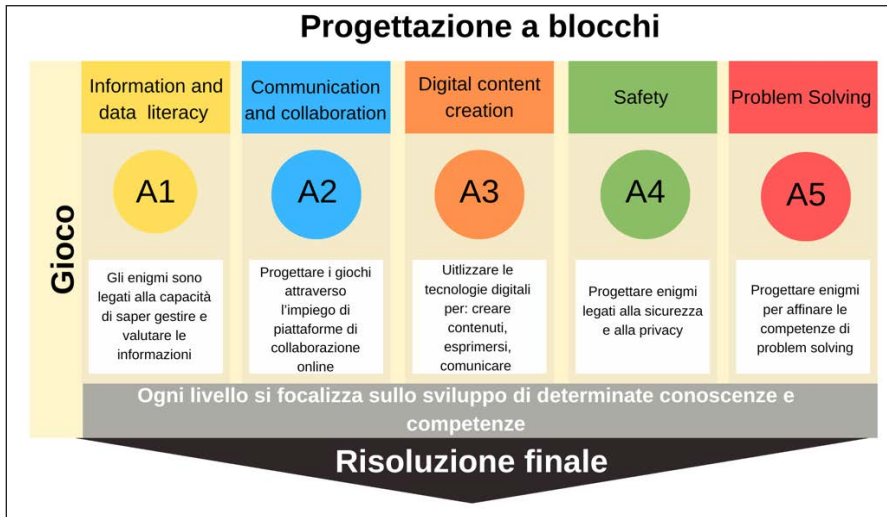 Progettazione a blocchi
Information and
data literacy
Communication
and collaboration
Digital content
creation
Safety
Problem Solving
Gioco
A1
A2
A3
A4
A5
Gli enigmi sono
legati alla capacità
di saper gestire e
valutare le
informazioni
Progettare i giochi
attraverso
l'impiego di
piattaforme di
collaborazione
online
Uitlizzare le
tecnologie digitali
per: creare
contenuti,
esprimersi,
comunicare
Progettare enigmi
legati alla sicurezza
e alla privacy
Progettare enigmi
per affinare le
competenze di
problem solving
Ogni livello si focalizza sullo sviluppo di determinate conoscenze e
competenze
Risoluzione finale